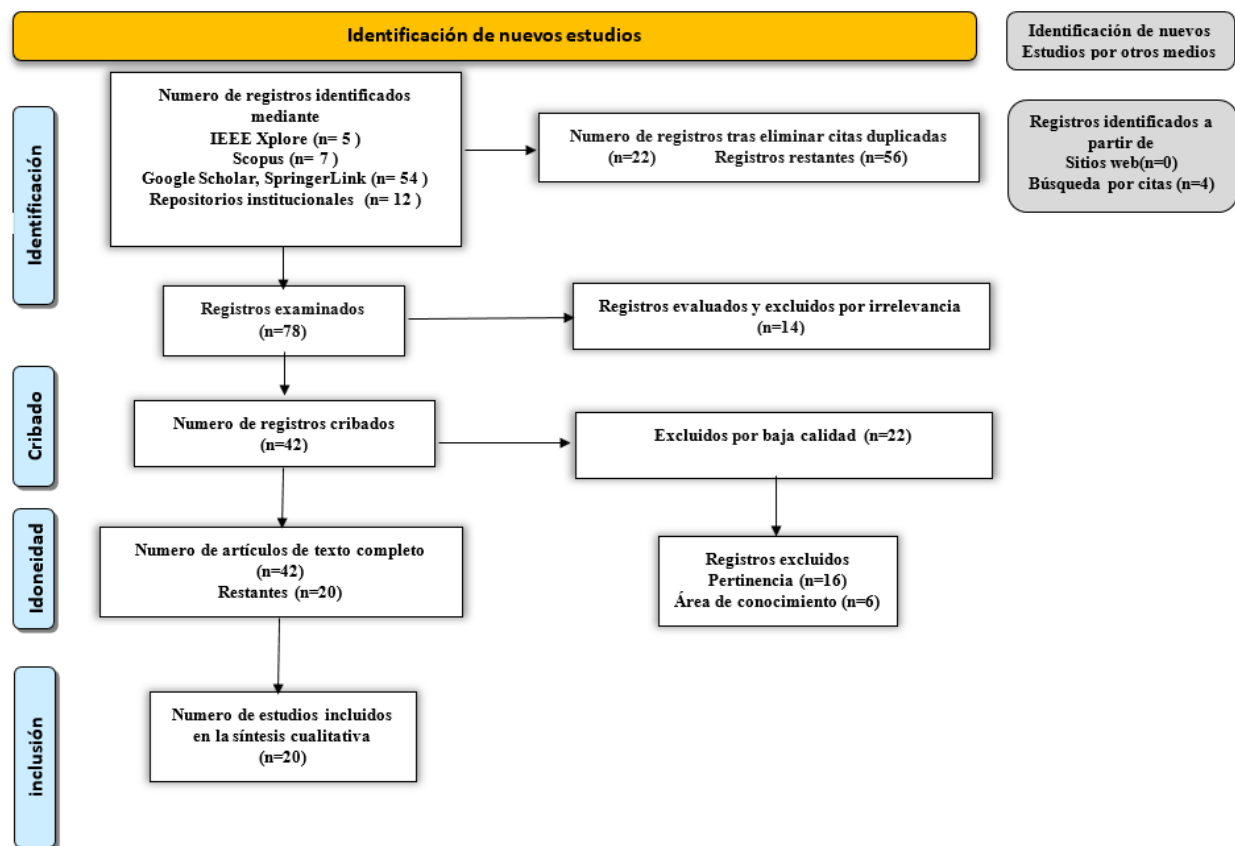 Identificación de nuevos estudios
Identificación de nuevos
Estudios por otros medios
Identificación
Numero de registros identificados
mediante
IEEE Xplore (n= 5 )
Scopus (n= 7 )
Google Scholar, SpringerLink (n= 54 )
Repositorios institucionales (n= 12 )
Numero de registros tras eliminar citas duplicadas
(n=22) Registros restantes (n=56)
Registros identificados a
partir de
Sitios web(n=0)
Búsqueda por citas (n=4)
Registros examinados
(n=78)
Registros evaluados y excluidos por irrelevancia
(n=14)
Cribado
Numero de registros cribados
(n=42)
Excluidos por baja calidad (n=22)
Idoneidad
Numero de artículos de texto completo
(n=42)
Restantes (n=20)
Registros excluidos
Pertinencia (n=16)
Área de conocimiento (n=6)
inclusión
Numero de estudios incluidos
en la síntesis cualitativa
(n=20)